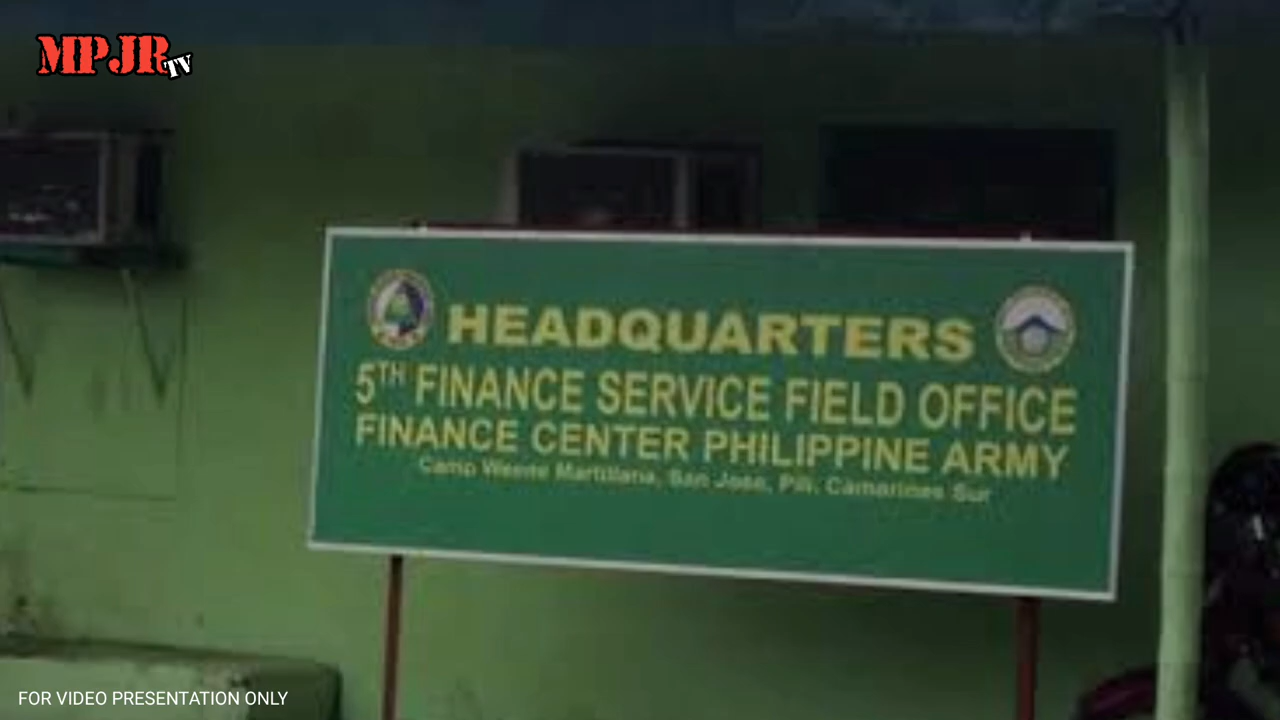 MPJR TV
HEADQUARTERS
5TH FINANCE SERVICE FIELD OFFICE
FINANCE CENTER PHILIPPINE ARMY
Camp Weene Martillana, San Jose, Pili, Camarines Sur
FOR VIDEO PRESENTATION ONLY